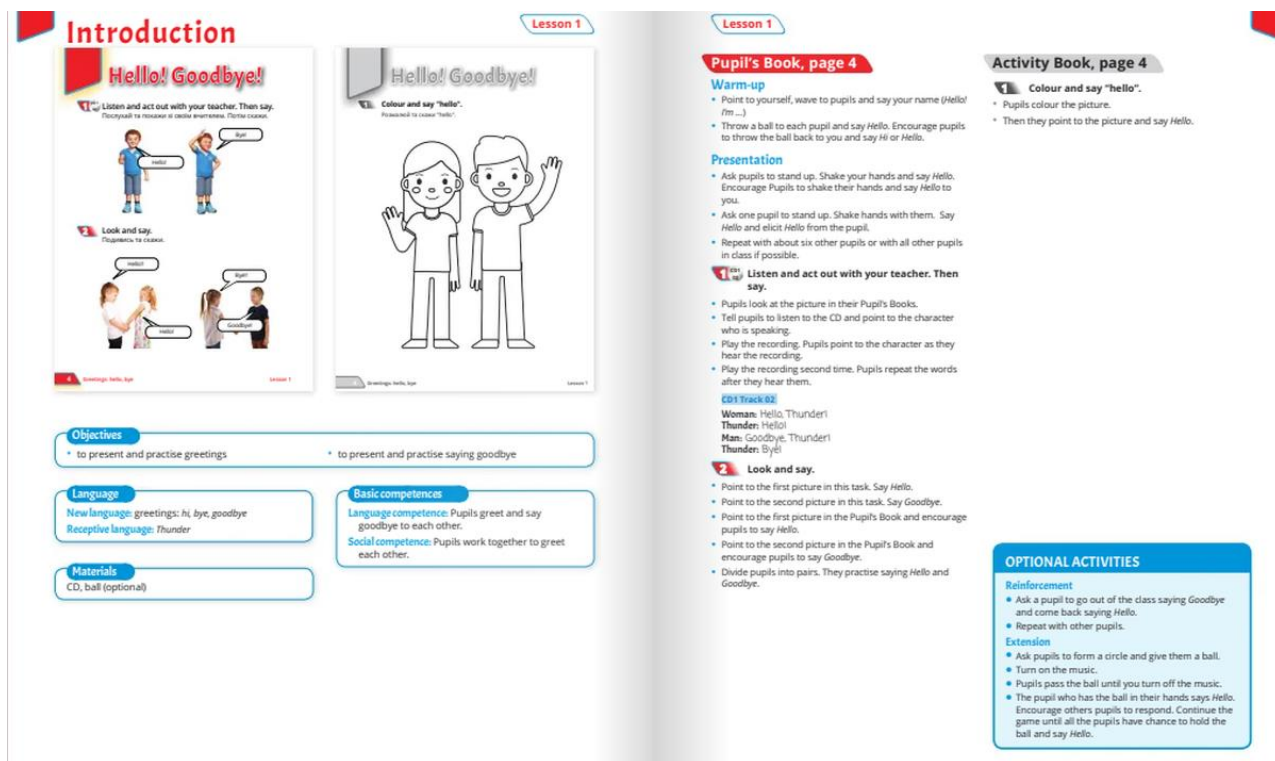 Introduction
Lesson 1
Hello! Goodbye!
1 Listen and act out with your teacher. Then say.
Послухай та покажи зі своїм вчителем. Потім скажи.
Bye!
Hello!
2 Look and say.
Подивись та скажи.
Hello!
Bye!
Hello!
Goodbye!
4 Greetings: hello, bye
Lesson 1
Hello! Goodbye!
1 Colour and say "hello".
Розмалюй та скажи "hello".
Greetings: hello, bye
Lesson 1
Objectives
• to present and practise greetings
• to present and practise saying goodbye
Language
New language: greetings: hi, bye, goodbye
Receptive language: Thunder
Materials
CD, ball (optional)
Basic competences
Language competence: Pupils greet and say
goodbye to each other.
Social competence: Pupils work together to greet
each other.
Lesson 1
Pupil's Book, page 4
Warm-up
• Point to yourself, wave to pupils and say your name (Hello!
I'm ...)
• Throw a ball to each pupil and say Hello. Encourage pupils
to throw the ball back to you and say Hi or Hello.
Presentation
• Ask pupils to stand up. Shake your hands and say Hello.
Encourage Pupils to shake their hands and say Hello to
you.
• Ask one pupil to stand up. Shake hands with them. Say
Hello and elicit Hello from the pupil.
• Repeat with about six other pupils or with all other pupils
in class if possible.
1 CD1 02 Listen and act out with your teacher. Then
say.
• Pupils look at the picture in their Pupil's Books.
• Tell pupils to listen to the CD and point to the character
who is speaking.
• Play the recording. Pupils point to the character as they
hear the recording.
• Play the recording second time. Pupils repeat the words
after they hear them.
CD1 Track 02
Woman: Hello, Thunder!
Thunder: Hello!
Man: Goodbye, Thunder!
Thunder: Bye!
2 Look and say.
• Point to the first picture in this task. Say Hello.
• Point to the second picture in this task. Say Goodbye.
• Point to the first picture in the Pupil's Book and encourage
pupils to say Hello.
• Point to the second picture in the Pupil's Book and
encourage pupils to say Goodbye.
• Divide pupils into pairs. They practise saying Hello and
Goodbye.
Activity Book, page 4
1 Colour and say "hello".
• Pupils colour the picture.
• Then they point to the picture and say Hello.
OPTIONAL ACTIVITIES
Reinforcement
• Ask a pupil to go out of the class saying Goodbye
and come back saying Hello.
• Repeat with other pupils.
Extension
• Ask pupils to form a circle and give them a ball.
• Turn on the music.
• Pupils pass the ball until you turn off the music.
• The pupil who has the ball in their hands says Hello.
Encourage others pupils to respond. Continue the
game until all the pupils have chance to hold the
ball and say Hello.